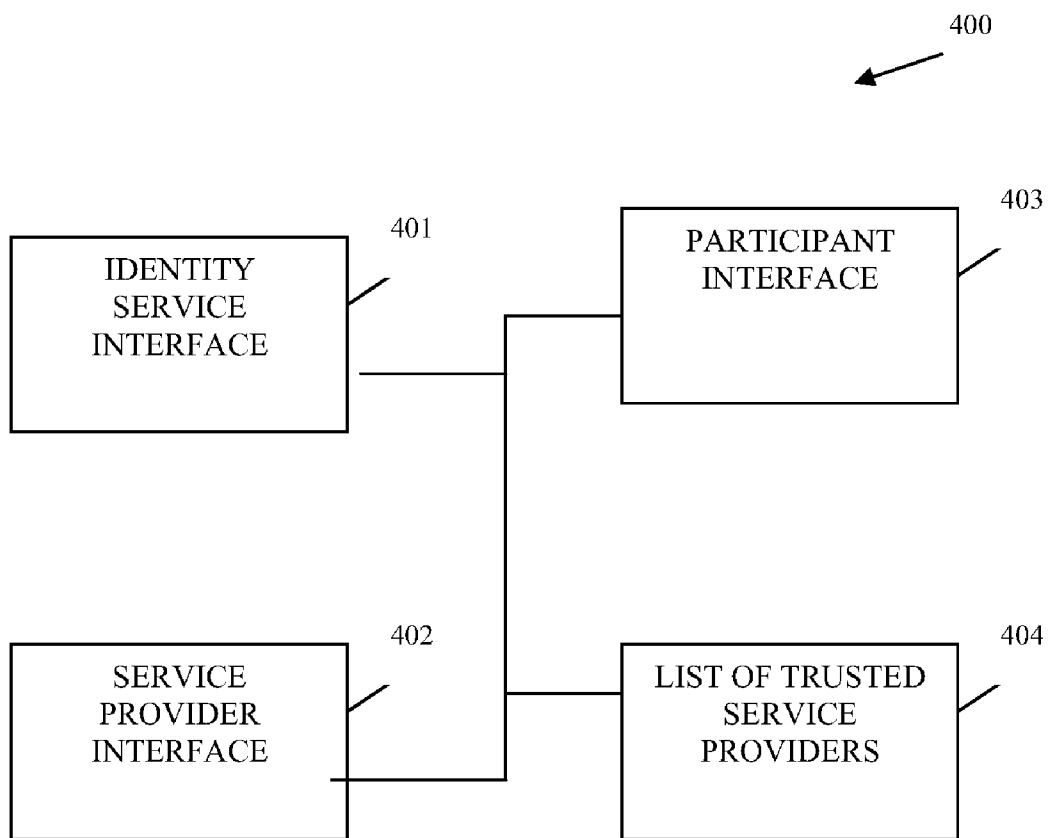 400
401
IDENTITY
SERVICE
INTERFACE
403
PARTICIPANT
INTERFACE
402
SERVICE
PROVIDER
INTERFACE
404
LIST OF TRUSTED
SERVICE
PROVIDERS